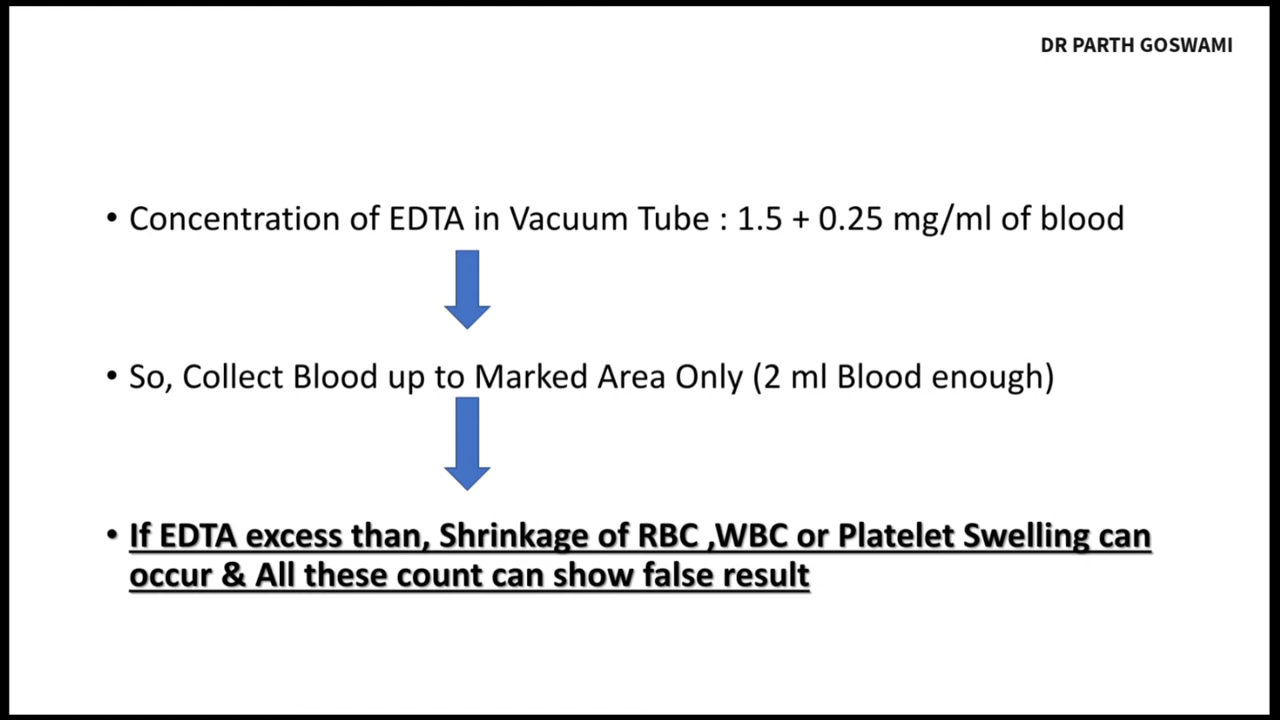 DR PARTH GOSWAMI
• Concentration of EDTA in Vacuum Tube : 1.5 + 0.25 mg/ml of blood
• So, Collect Blood up to Marked Area Only (2 ml Blood enough)
• If EDTA excess than, Shrinkage of RBC ,WBC or Platelet Swelling can
occur & All these count can show false result